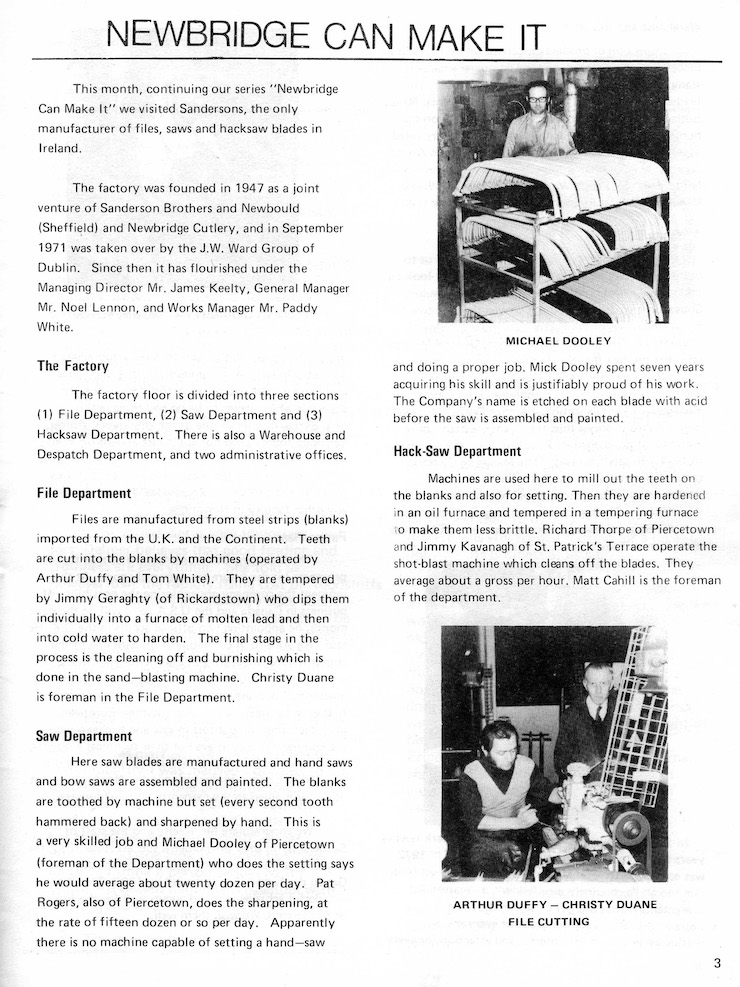 NEWBRIDGE CAN MAKE IT
This month, continuing our series "Newbridge
Can Make It" we visited Sandersons, the only
manufacturer of files, saws and hacksaw blades in
Ireland.
The factory was founded in 1947 as a joint
venture of Sanderson Brothers and Newbould
(Sheffield) and Newbridge Cutlery, and in September
1971 was taken over by the J.W. Ward Group of
Dublin. Since then it has flourished under the
Managing Director Mr. James Keelty, General Manager
Mr. Noel Lennon, and Works Manager Mr. Paddy
White.
The Factory
The factory floor is divided into three sections
(1) File Department, (2) Saw Department and (3)
Hacksaw Department. There is also a Warehouse and
Despatch Department, and two administrative offices.
File Department
Files are manufactured from steel strips (blanks)
imported from the U.K. and the Continent. Teeth
are cut into the blanks by machines (operated by
Arthur Duffy and Tom White). They are tempered
by Jimmy Geraghty (of Rickardstown) who dips them
individually into a furnace of molten lead and then
into cold water to harden. The final stage in the
process is the cleaning off and burnishing which is
done in the sand—blasting machine. Christy Duane
is foreman in the File Department.
Saw Department
Here saw blades are manufactured and hand saws
and bow saws are assembled and painted. The blanks
are toothed by machine but set (every second tooth
hammered back) and sharpened by hand. This is
a very skilled job and Michael Dooley of Piercetown
(foreman of the Department) who does the setting says
he would average about twenty dozen per day. Pat
Rogers, also of Piercetown, does the sharpening, at
the rate of fifteen dozen or so per day. Apparently
there is no machine capable of setting a hand—saw
MICHAEL DOOLEY
and doing a proper job. Mick Dooley spent seven years
acquiring his skill and is justifiably proud of his work.
The Company's name is etched on each blade with acid
before the saw is assembled and painted.
Hack-Saw Department
Machines are used here to mill out the teeth on
the blanks and also for setting. Then they are hardened
in an oil furnace and tempered in a tempering furnace
to make them less brittle. Richard Thorpe of Piercetown
and Jimmy Kavanagh of St. Patrick's Terrace operate the
shot-blast machine which cleans off the blades. They
average about a gross per hour. Matt Cahill is the foreman
of the department.
ARTHUR DUFFY — CHRISTY DUANE
FILE CUTTING
3